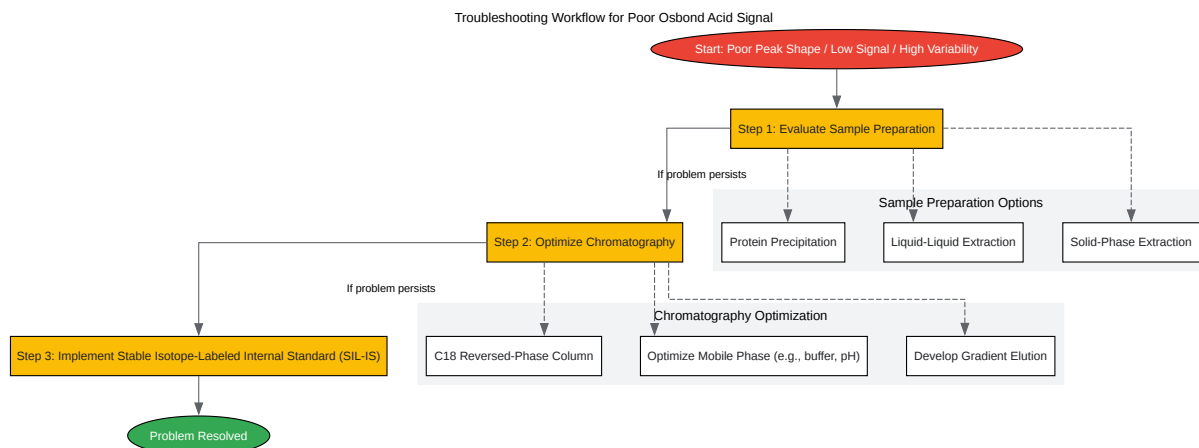 Troubleshooting Workflow for Poor Osbond Acid Signal
Start: Poor Peak Shape / Low Signal / High Variability
Step 1: Evaluate Sample Preparation
If problem persists
Sample Preparation Options
Protein Precipitation
Liquid-Liquid Extraction
Solid-Phase Extraction
Step 2: Optimize Chromatography
If problem persists
Chromatography Optimization
C18 Reversed-Phase Column
Optimize Mobile Phase (e.g., buffer, pH)
Develop Gradient Elution
Step 3: Implement Stable Isotope-Labeled Internal Standard (SIL-IS)
Problem Resolved